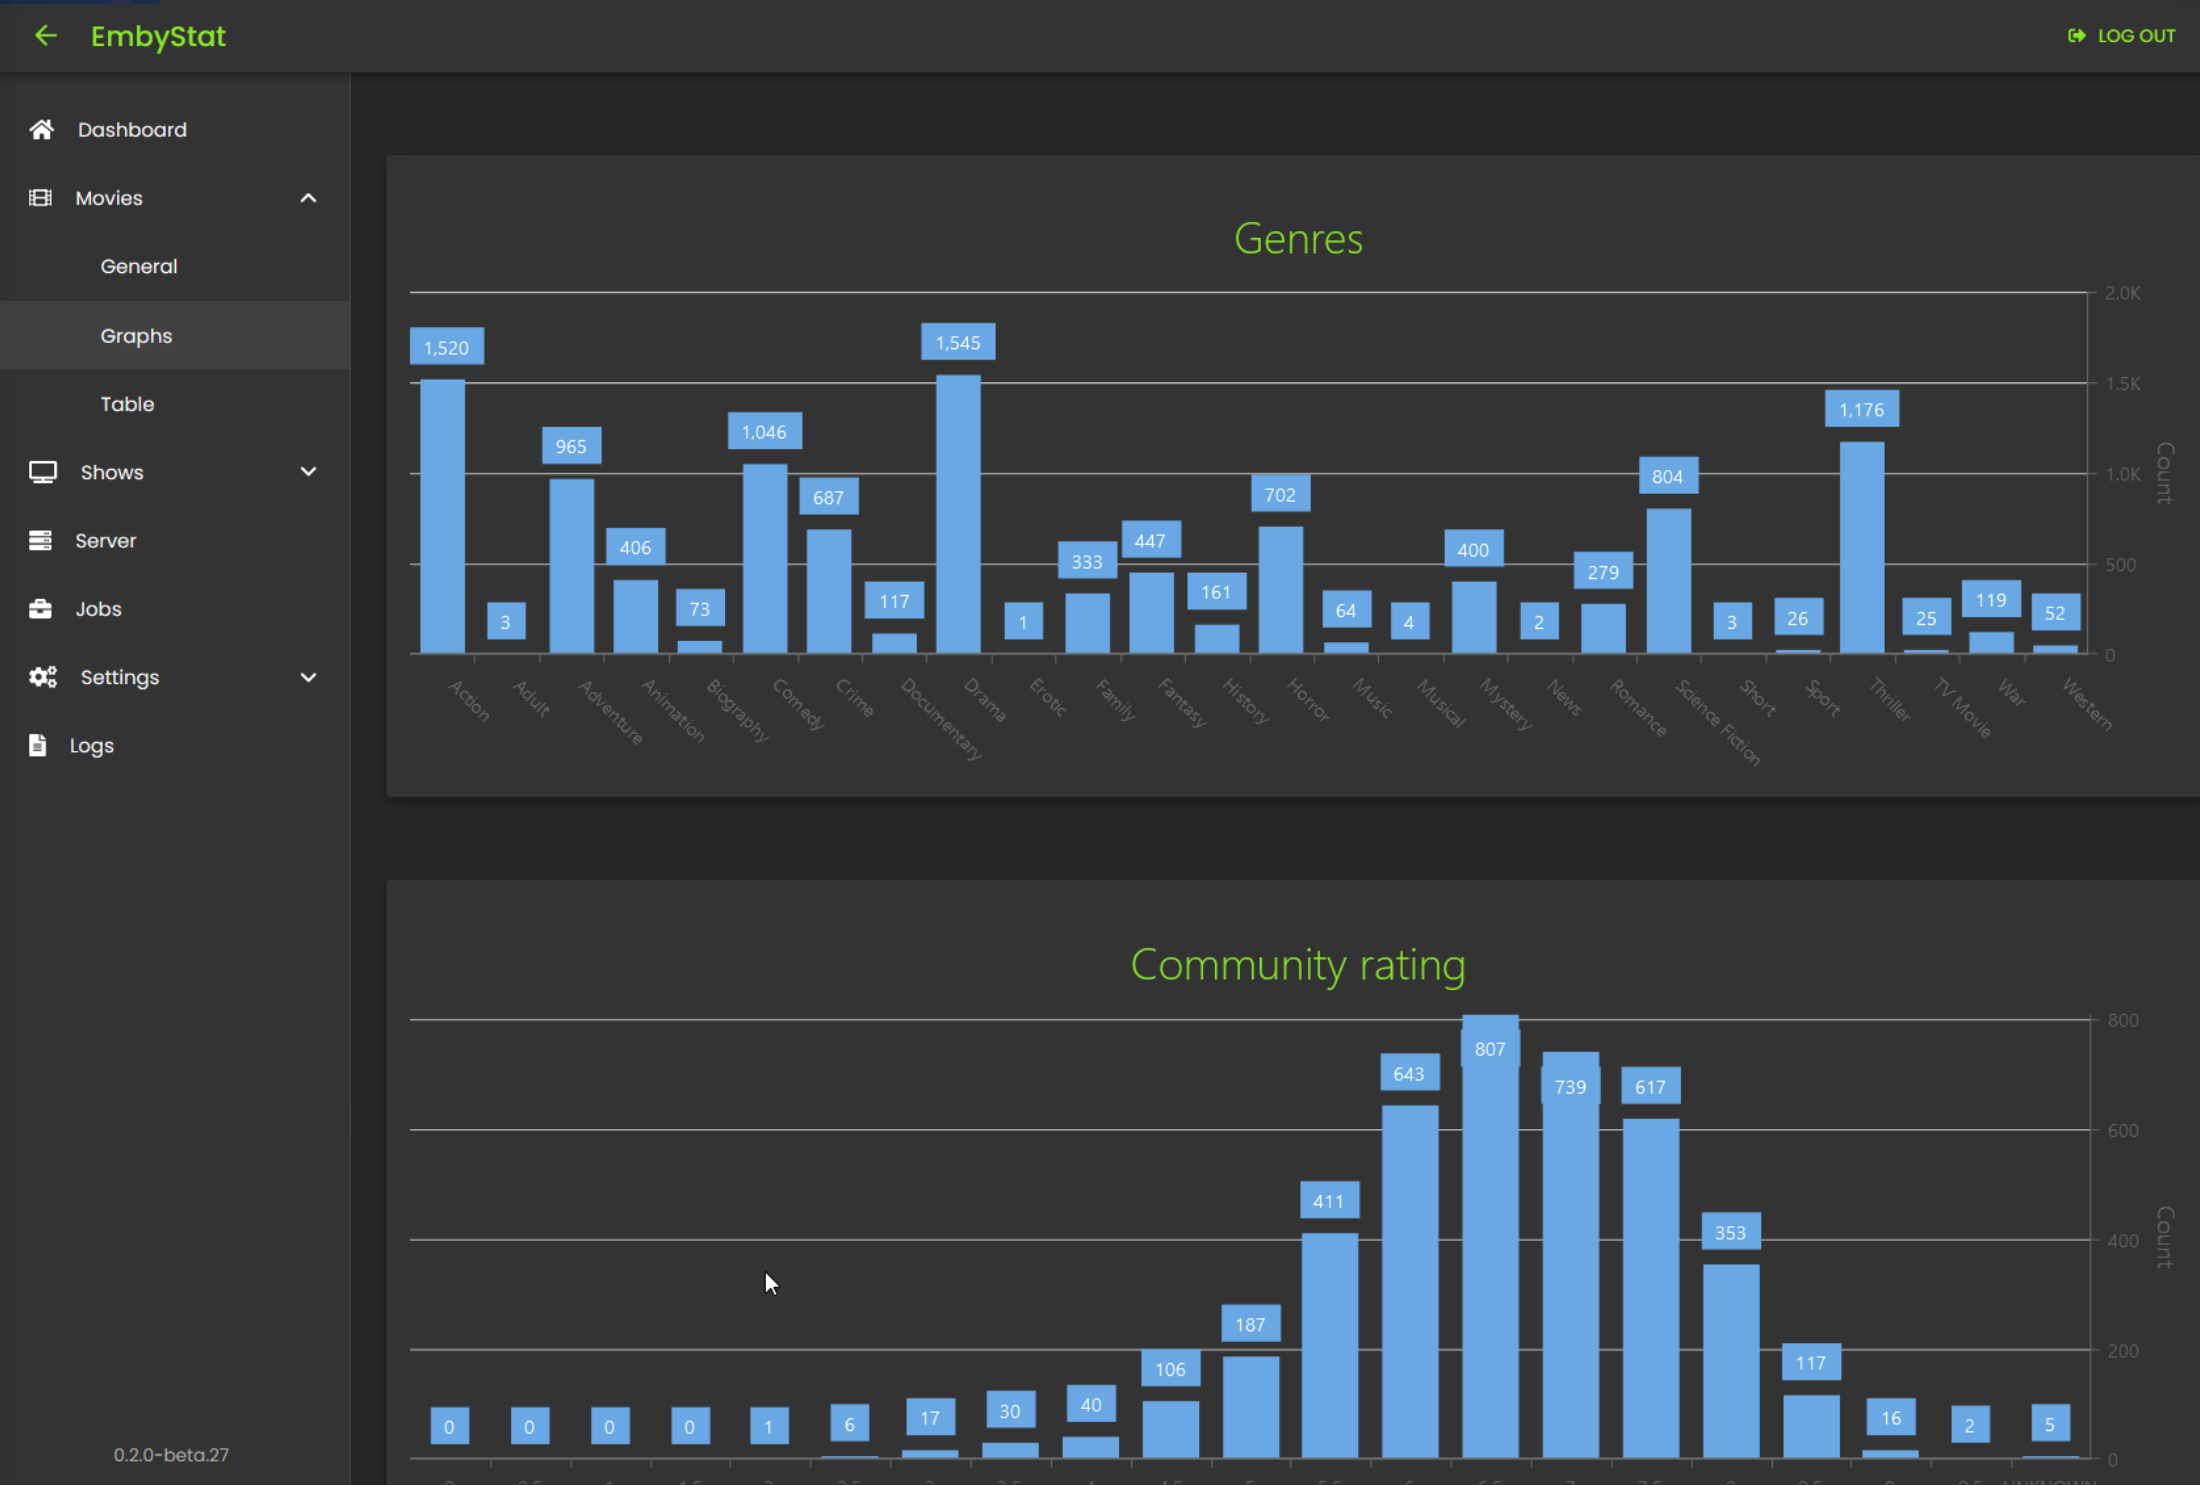 EmbyStat
LOG OUT
Dashboard
Movies
General
Graphs
Table
Shows
Server
Jobs
Settings
Logs
0.2.0-beta.27
Genres
2.0K
1.5K
1.0K
500
0
Count
1,520
3
965
406
73
1,046
687
117
1,545
1
333
447
161
702
64
4
400
2
279
804
3
26
1,176
25
119
52
Action
Adult
Adventure
Animation
Biography
Comedy
Crime
Documentary
Drama
Erotic
Family
Fantasy
History
Horror
Music
Musical
Mystery
News
Romance
Science Fiction
Short
Sport
Thriller
TV Movie
War
Western
Community rating
800
600
400
200
0
Count
0
0
0
0
1
6
17
30
40
106
187
411
643
807
739
617
353
117
16
2
5